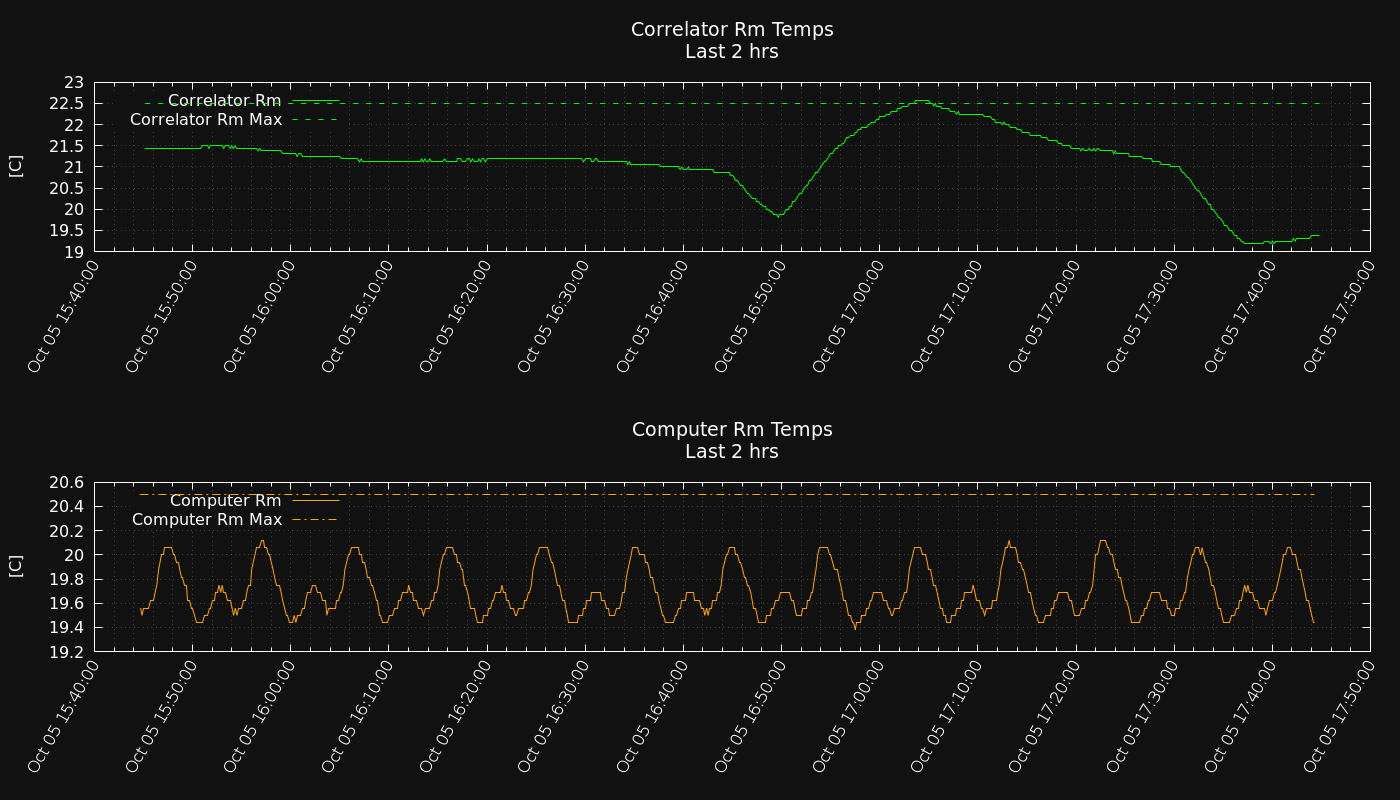 Correlator Rm Temps
Last 2 hrs
[C]
23
22.5
22
21.5
21
20.5
20
19.5
19
Correlator Rm
Correlator Rm Max
Oct 05 15:40:00
Oct 05 15:50:00
Oct 05 16:00:00
Oct 05 16:10:00
Oct 05 16:20:00
Oct 05 16:30:00
Oct 05 16:40:00
Oct 05 16:50:00
Oct 05 17:00:00
Oct 05 17:10:00
Oct 05 17:20:00
Oct 05 17:30:00
Oct 05 17:40:00
Oct 05 17:50:00
Computer Rm Temps
Last 2 hrs
[C]
20.6
20.4
20.2
20
19.8
19.6
19.4
19.2
Computer Rm
Computer Rm Max
Oct 05 15:40:00
Oct 05 15:50:00
Oct 05 16:00:00
Oct 05 16:10:00
Oct 05 16:20:00
Oct 05 16:30:00
Oct 05 16:40:00
Oct 05 16:50:00
Oct 05 17:00:00
Oct 05 17:10:00
Oct 05 17:20:00
Oct 05 17:30:00
Oct 05 17:40:00
Oct 05 17:50:00